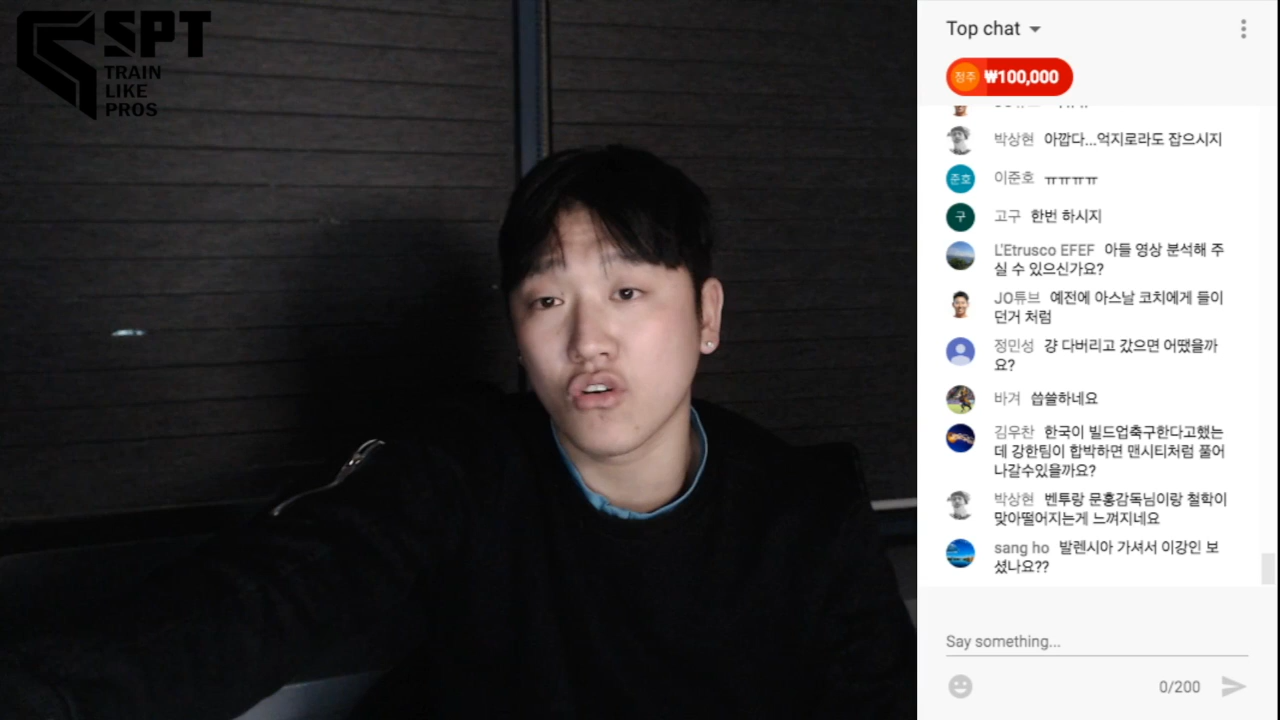 SPT
TRAIN
LIKE
PROS
Top chat
정주 ₩100,000
박상현 아깝다...억지로라도 잡으시지
준호 이준호 ㅠㅠㅠㅠ
구 고구 한번 하시지
L'Etrusco EFEF 아들 영상 분석해 주
실 수 있으신가요?
JO튜브 예전에 아스날 코치에게 들이
던거 처럼
정민성 걍 다버리고 갔으면 어땠을까
요?
바겨 씁쓸하네요
김우찬 한국이 빌드업축구한다고했는
데 강한팀이 합박하면 맨시티처럼 풀어
나갈수있을까요?
박상현 벤투랑 문홍감독님이랑 철학이
맞아떨어지는게 느껴지네요
sang ho 발렌시아 가셔서 이강인 보
셨나요??
Say something...
0/200